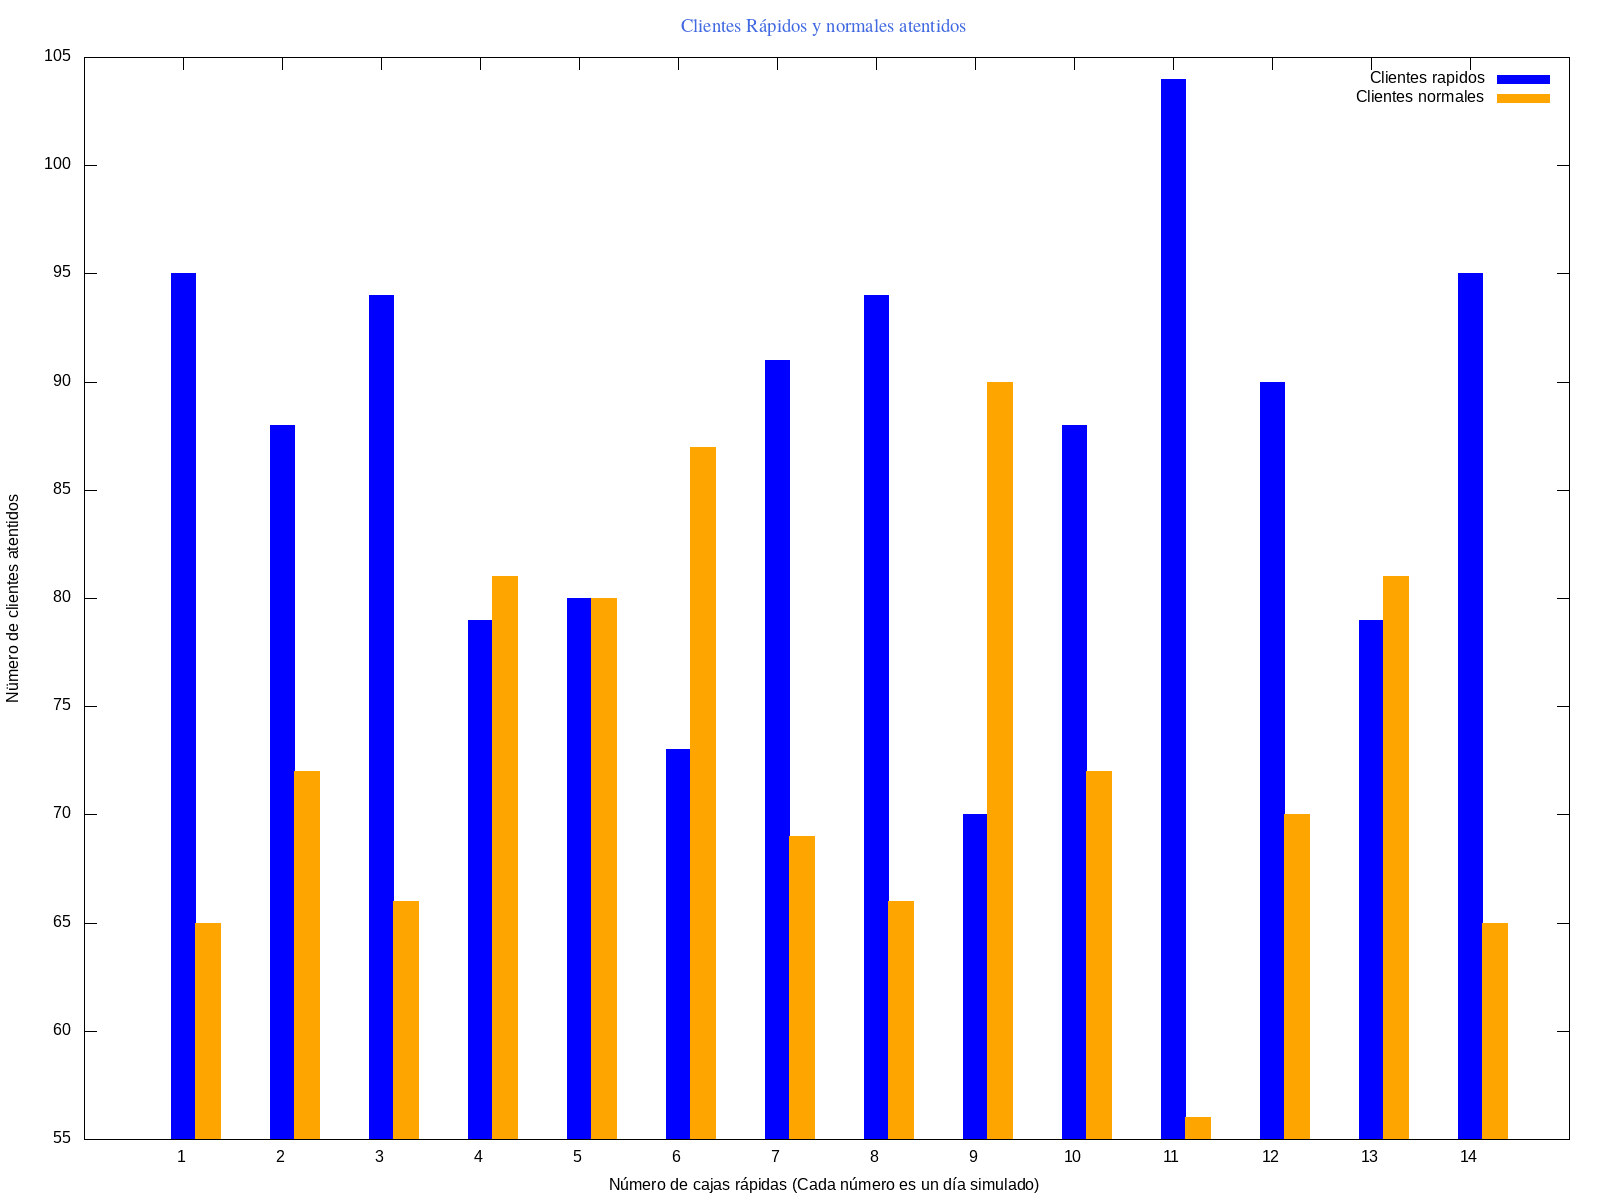 Clientes Rápidos y normales atentidos
Clientes rapidos
Clientes normales
105
100
95
90
85
80
75
70
65
60
55
Número de clientes atentidos
1 2 3 4 5 6 7 8 9 10 11 12 13 14
Número de cajas rápidas (Cada número es un día simulado)